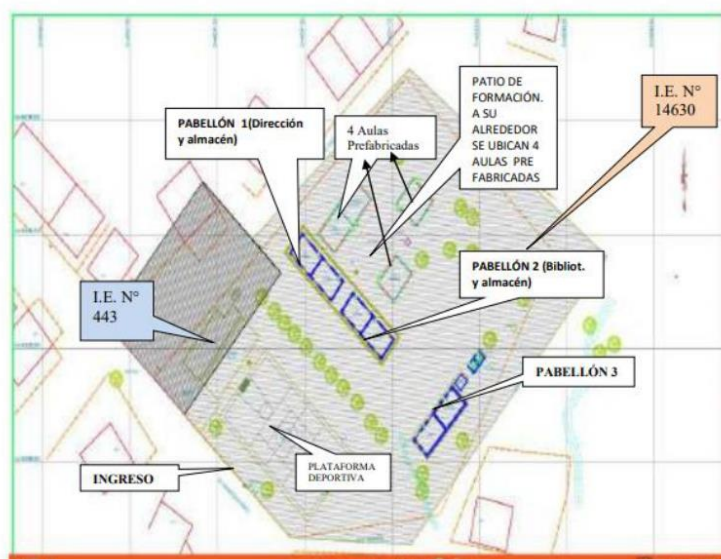 PATIO DE
FORMACIÓN.
A SU
ALREDEDOR
SE UBICAN 4
AULAS PRE
FABRICADAS
I.E. N°
14630
PABELLÓN 1(Dirección
y almacén)
4 Aulas
Prefabricadas
PABELLÓN 2 (Bibliot.
y almacén)
I.E. N°
443
PABELLÓN 3
INGRESO
PLATAFORMA
DEPORTIVA